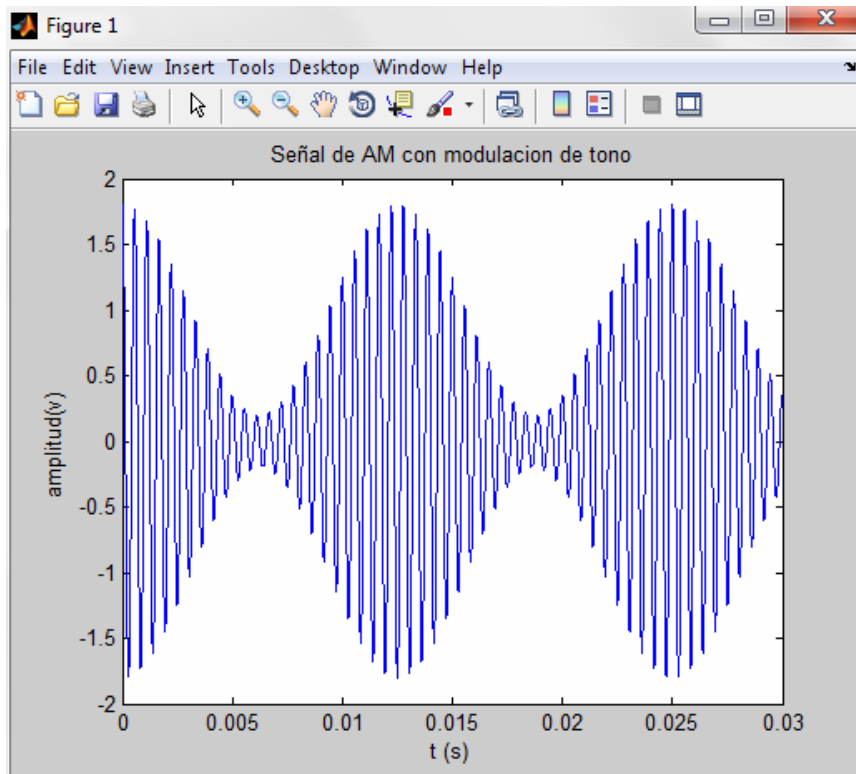 Figure 1
File Edit View Insert Tools Desktop Window Help
Señal de AM con modulacion de tono
2
1.5
1
0.5
0
-0.5
-1
-1.5
-2
amplitud(v)
0 0.005 0.01 0.015 0.02 0.025 0.03
t (s)